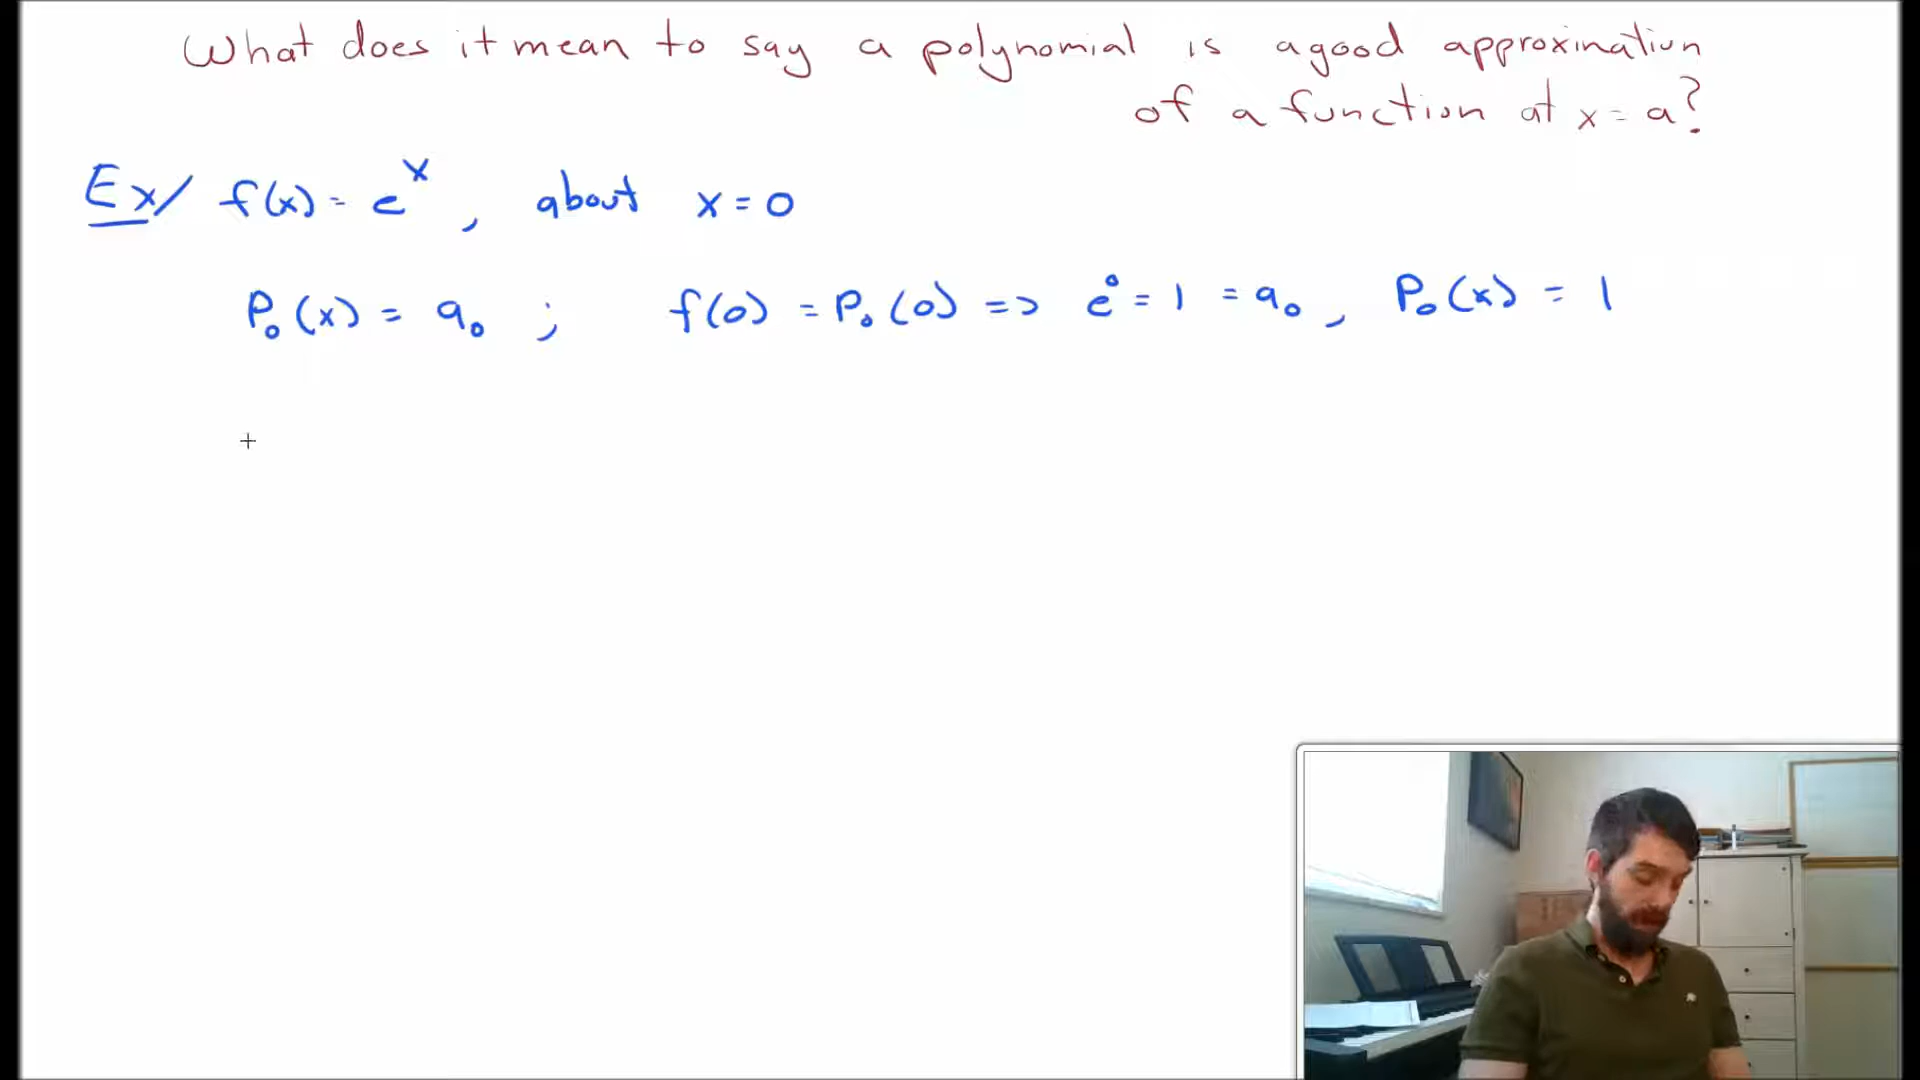 What does it mean to say a polynomial is a good approximation
of a function at x = a?
Ex/ f(x) = e^x, about x = 0
P₀(x) = a₀ ; f(0) = P₀(0) => e⁰ = 1 = a₀, P₀(x) = 1